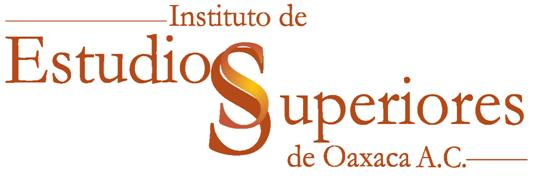 Instituto de
Estudios Superiores
de Oaxaca A.C.